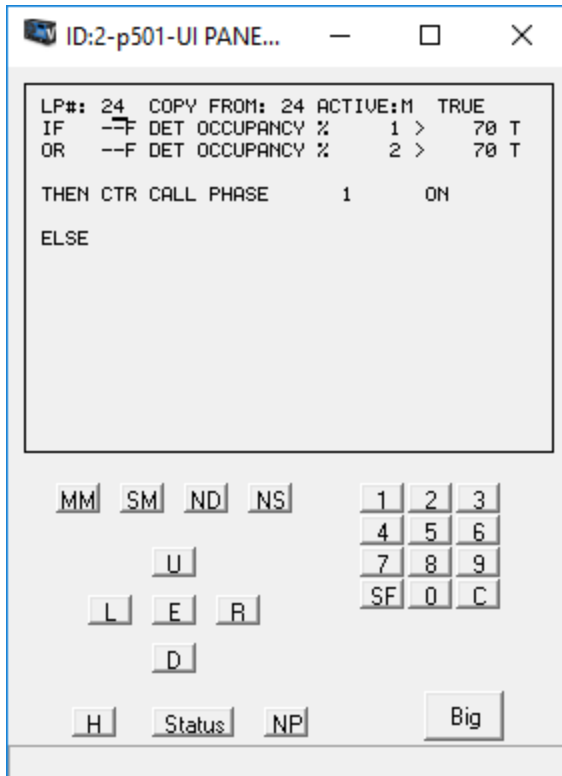 ID:2-p501-UI PANE...
LP#: 24 COPY FROM: 24 ACTIVE:M TRUE
IF --F DET OCCUPANCY % 1 > 70 T
OR --F DET OCCUPANCY % 2 > 70 T
THEN CTR CALL PHASE 1 ON
ELSE
MM SM ND NS 1 2 3
4 5 6
U 7 8 9
SF 0 C
L E R
D
H Status NP Big